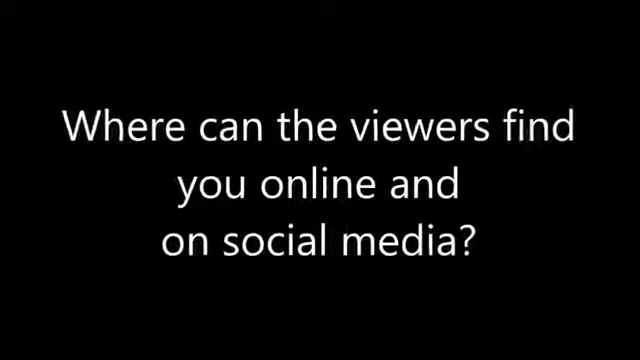 Where can the viewers find
you online and
on social media?